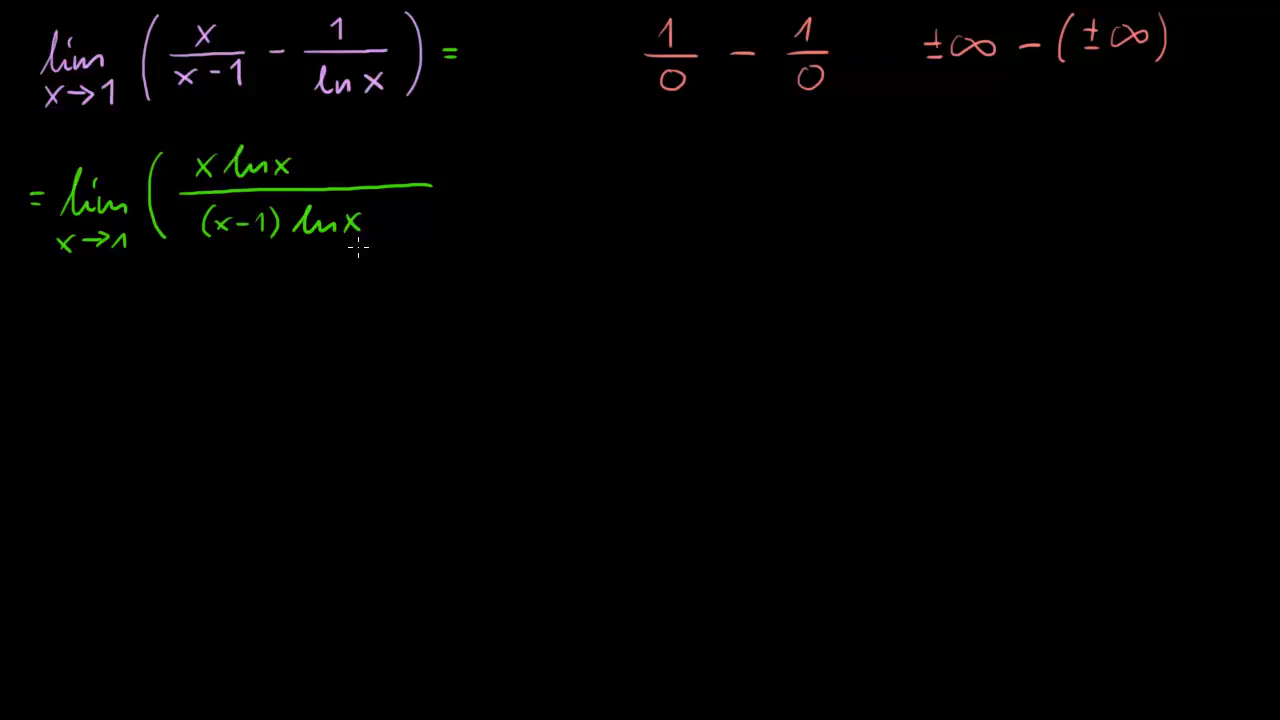 lim x→1 ( x/(x-1) - 1/(ln x) ) = 1/0 - 1/0 ±∞ - (±∞)
= lim x→1 ( x ln x / (x-1) ln x